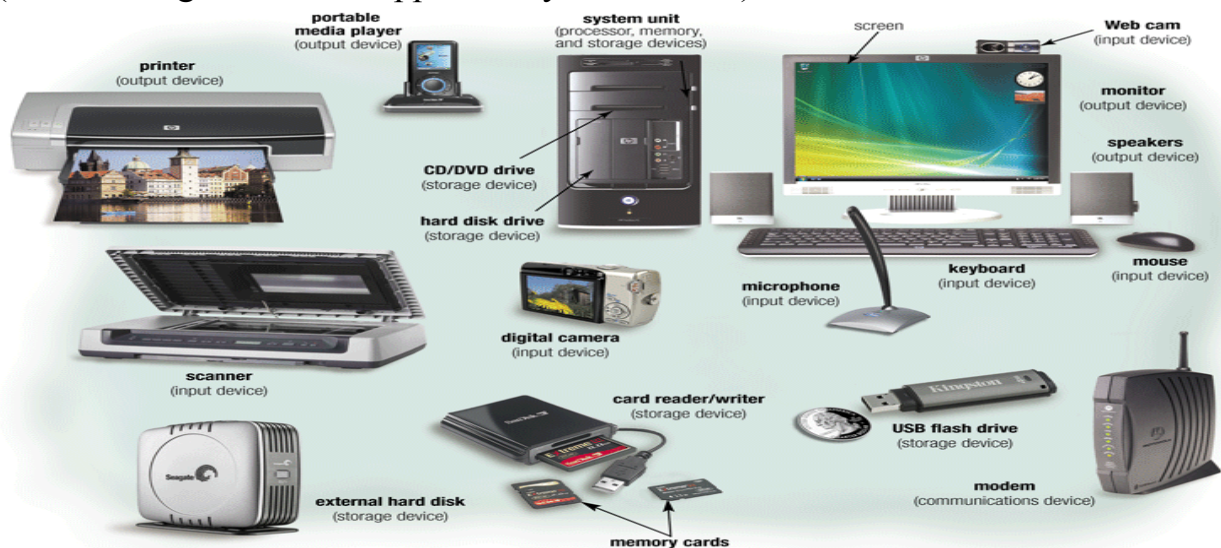 portable
media player
(output device)
system unit
(processor, memory,
and storage devices)
screen
Web cam
(input device)
printer
(output device)
monitor
(output device)
speakers
(output device)
CD/DVD drive
(storage device)
hard disk drive
(storage device)
keyboard
(input device)
mouse
(input device)
microphone
(input device)
digital camera
(input device)
scanner
(input device)
card reader/writer
(storage device)
Kingston
USB flash drive
(storage device)
Seagate
external hard disk
(storage device)
modem
(communications device)
memory cards